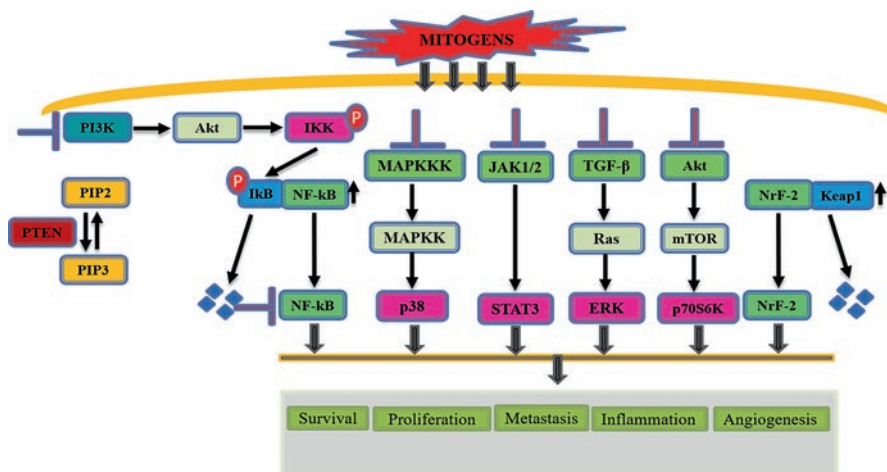 MITOGENS
PI3K
Akt
IKK
P
MAPKKK
JAK1/2
TGF-β
Akt
P
IkB
NF-kB
NrF-2
Keap1
PIP2
PTEN
PIP3
MAPKK
Ras
mTOR
NF-kB
p38
STAT3
ERK
p70S6K
NrF-2
Survival
Proliferation
Metastasis
Inflammation
Angiogenesis